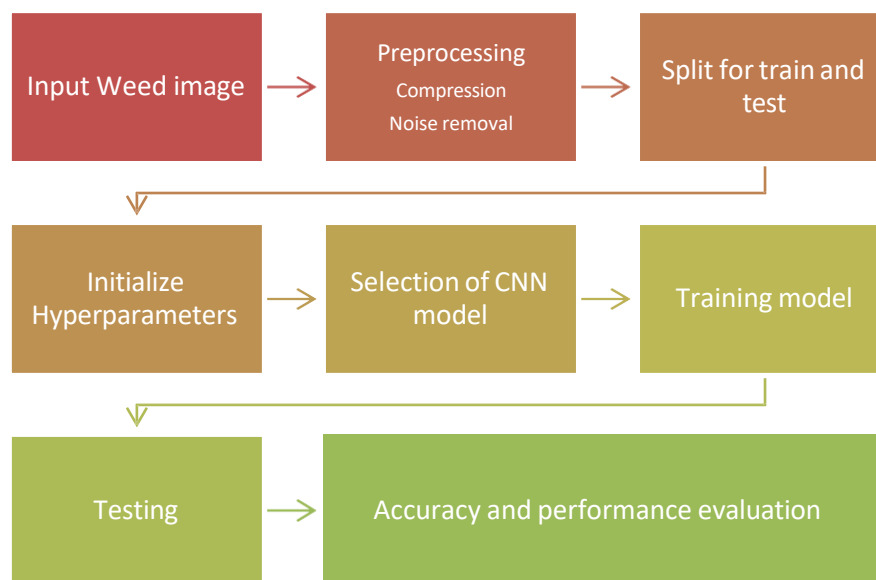 Input Weed image
Preprocessing
Compression
Noise removal
Split for train and
test
Initialize
Hyperparameters
Selection of CNN
model
Training model
Testing
Accuracy and performance evaluation